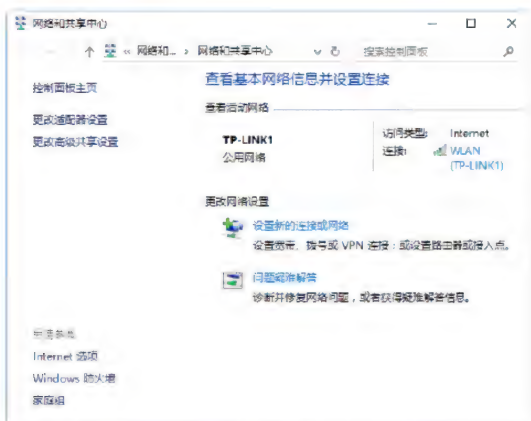 网络和共享中心
« 网络和... › 网络和共享中心
搜索控制面板
控制面板主页
更改适配器设置
更改高级共享设置
查看基本网络信息并设置连接
查看活动网络
TP-LINK1
公用网络
访问类型: Internet
连接: WLAN
(TP-LINK1)
更改网络设置
设置新的连接或网络
设置宽带、拨号或 VPN 连接；或设置路由器或接入点。
问题疑难解答
诊断并修复网络问题，或者获得疑难解答信息。
另请参阅
Internet 选项
Windows 防火墙
家庭组